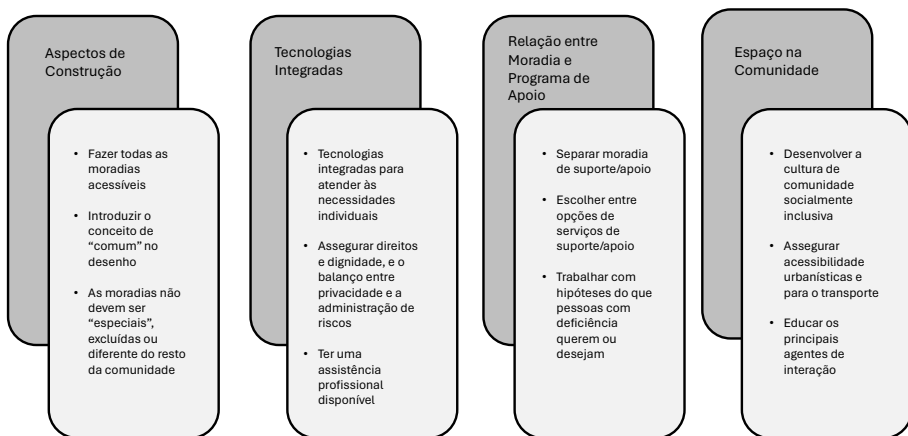 Aspectos de
Construção
• Fazer todas as
moradias
acessíveis
• Introduzir o
conceito de
“comum” no
desenho
• As moradias não
devem ser
“especiais”,
excluídas ou
diferente do resto
da comunidade
Tecnologias
Integradas
• Tecnologias
integradas para
atender às
necessidades
individuais
• Assegurar direitos
e dignidade, e o
balanço entre
privacidade e a
administração de
riscos
• Ter uma
assistência
profissional
disponível
Relação entre
Moradia e
Programa de
Apoio
• Separar moradia
de suporte/apoio
• Escolher entre
opções de
serviços de
suporte/apoio
• Trabalhar com
hipóteses do que
pessoas com
deficiência
querem ou
desejam
Espaço na
Comunidade
• Desenvolver a
cultura de
comunidade
socialmente
inclusiva
• Assegurar
acessibilidade
urbanísticas e
para o transporte
• Educar os
principais
agentes de
interação